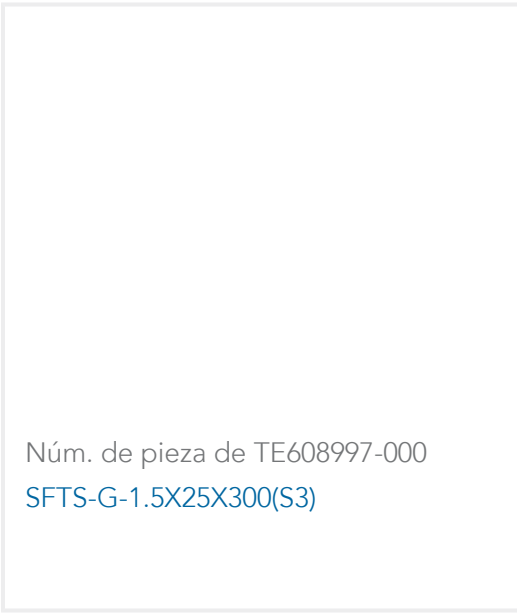 Núm. de pieza de TE608997-000
SFTS-G-1.5X25X300(S3)